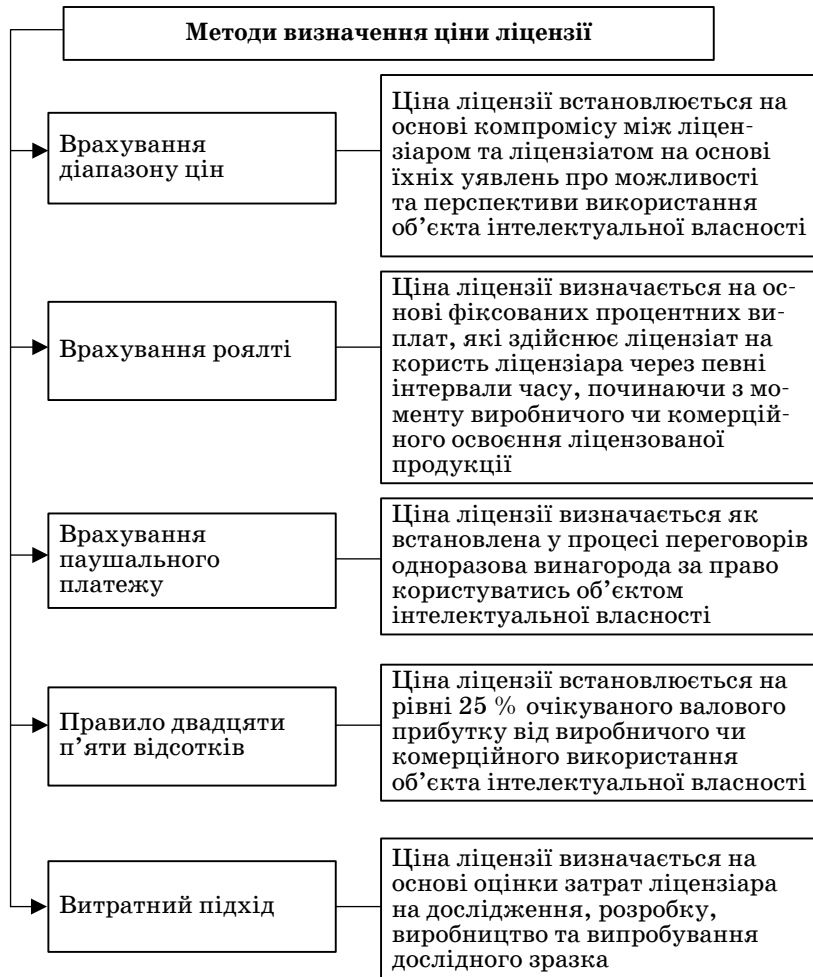 Методи визначення ціни ліцензії
Врахування
діапазону цін
Ціна ліцензії встановлюється на
основі компромісу між ліцен-
зіаром та ліцензіатом на основі
їхніх уявлень про можливості
та перспективи використання
об’єкта інтелектуальної власності
Врахування роялті
Ціна ліцензії визначається на ос-
нові фіксованих процентних ви-
плат, які здійснює ліцензіат на
користь ліцензіара через певні
інтервали часу, починаючи з мо-
менту виробничого чи комерцій-
ного освоєння ліцензованої
продукції
Врахування
паушального
платежу
Ціна ліцензії визначається як
встановлена у процесі переговорів
одноразова винагорода за право
користуватись об’єктом
інтелектуальної власності
Правило двадцяти
п’яти відсотків
Ціна ліцензії встановлюється на
рівні 25 % очікуваного валового
прибутку від виробничого чи
комерційного використання
об’єкта інтелектуальної власності
Витратний підхід
Ціна ліцензії визначається на
основі оцінки затрат ліцензіара
на дослідження, розробку,
виробництво та випробування
дослідного зразка